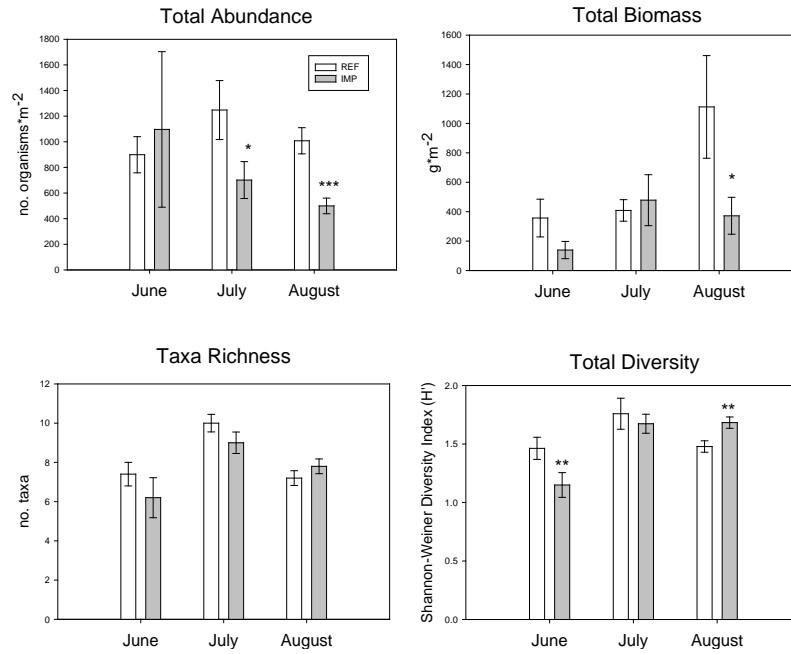 Total Abundance
no. organisms*m-2
1800
1600
1400
1200
1000
800
600
400
200
0
REF
IMP
*
***
June
July
August
Total Biomass
g*m-2
1600
1400
1200
1000
800
600
400
200
0
*
June
July
August
Taxa Richness
no. taxa
12
10
8
6
4
2
0
June
July
August
Total Diversity
Shannon-Weiner Diversity Index (H')
2.0
1.5
1.0
0.5
0.0
**
**
June
July
August